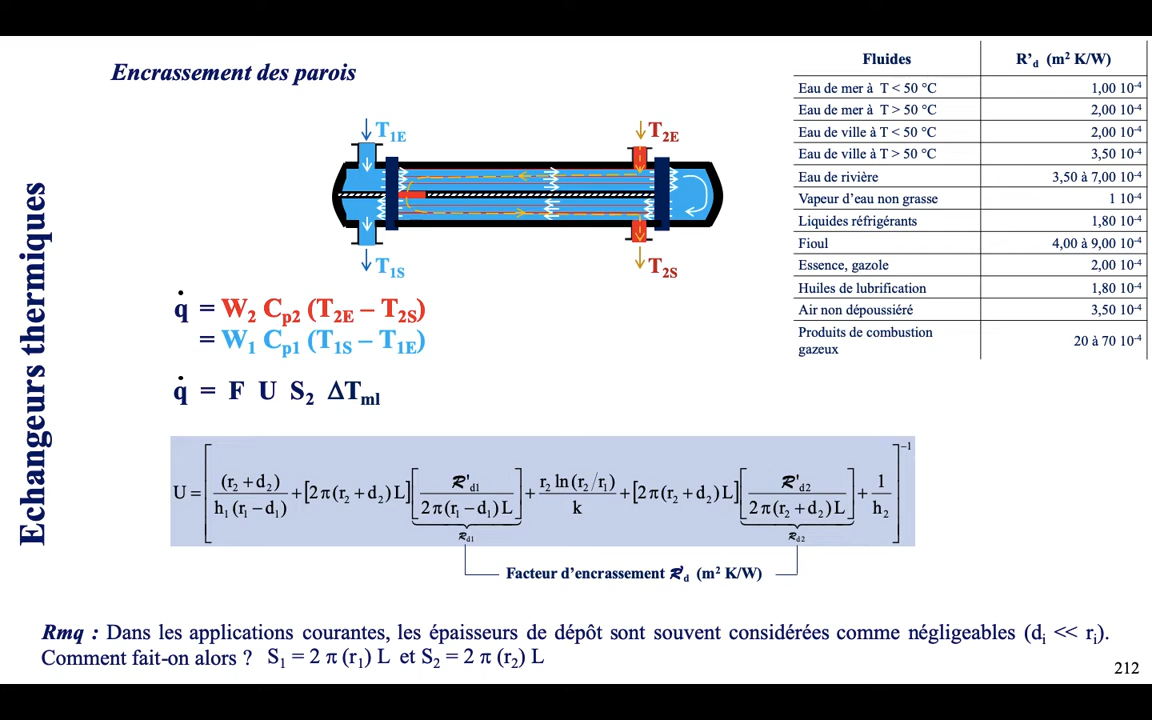 Encrassement des parois
Echangeurs thermiques
T1E
T2E
T1S
T2S
q̇ = W2 Cp2 (T2E – T2S)
= W1 Cp1 (T1S – T1E)
q̇ = F U S2 ΔTml
Fluides R’d (m² K/W)
Eau de mer à T < 50 °C 1,00 10⁻⁴
Eau de mer à T > 50 °C 2,00 10⁻⁴
Eau de ville à T < 50 °C 2,00 10⁻⁴
Eau de ville à T > 50 °C 3,50 10⁻⁴
Eau de rivière 3,50 à 7,00 10⁻⁴
Vapeur d’eau non grasse 1 10⁻⁴
Liquides réfrigérants 1,80 10⁻⁴
Fioul 4,00 à 9,00 10⁻⁴
Essence, gazole 2,00 10⁻⁴
Huiles de lubrification 1,80 10⁻⁴
Air non dépoussiéré 3,50 10⁻⁴
Produits de combustion
gazeux 20 à 70 10⁻⁴
U = [ (r2 + d2) / h1 (r1 – d1) + [2 π (r2 + d2) L] [ R'd1 / 2 π (r1 – d1) L ] + r2 ln (r2/r1) / k + [2 π (r2 + d2) L] [ R'd2 / 2 π (r2 + d2) L ] + 1 / h2 ]⁻¹
Rd1 Rd2
Facteur d’encrassement R'd (m² K/W)
Rmq : Dans les applications courantes, les épaisseurs de dépôt sont souvent considérées comme négligeables (di << ri).
Comment fait-on alors ? S1 = 2 π (r1) L et S2 = 2 π (r2) L
212